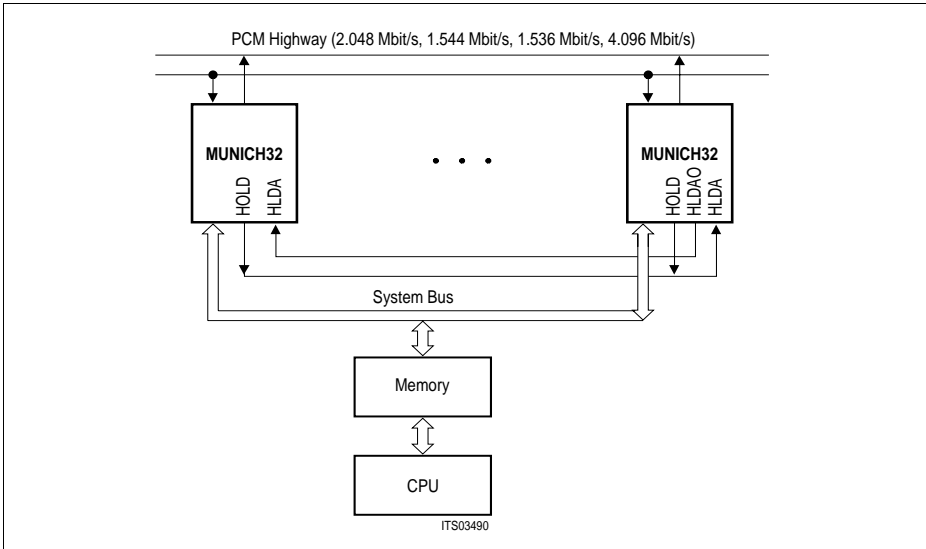 PCM Highway (2.048 Mbit/s, 1.544 Mbit/s, 1.536 Mbit/s, 4.096 Mbit/s)
MUNICH32
HOLD
HLDA
MUNICH32
HOLD
HLDAO
HLDA
System Bus
Memory
CPU
ITS03490